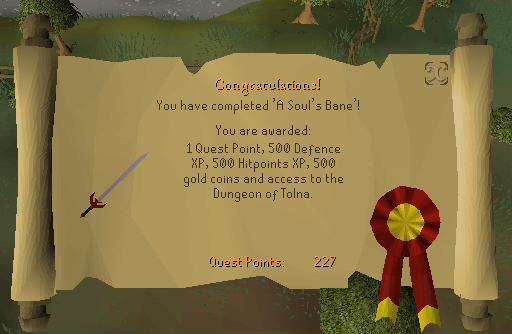 Congratulations!
You have completed 'A Soul's Bane'!
You are awarded:
1 Quest Point, 500 Defence
XP, 500 Hitpoints XP, 500
gold coins and access to the
Dungeon of Tolna.
Quest Points: 227